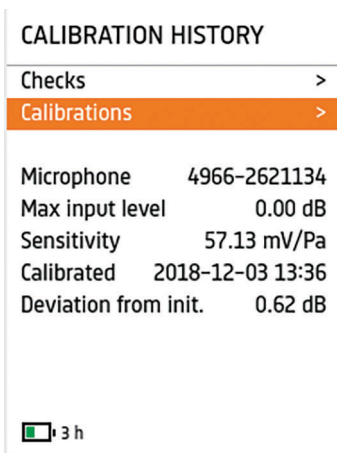 CALIBRATION HISTORY
Checks >
Calibrations >
Microphone 4966-2621134
Max input level 0.00 dB
Sensitivity 57.13 mV/Pa
Calibrated 2018-12-03 13:36
Deviation from init. 0.62 dB
3 h